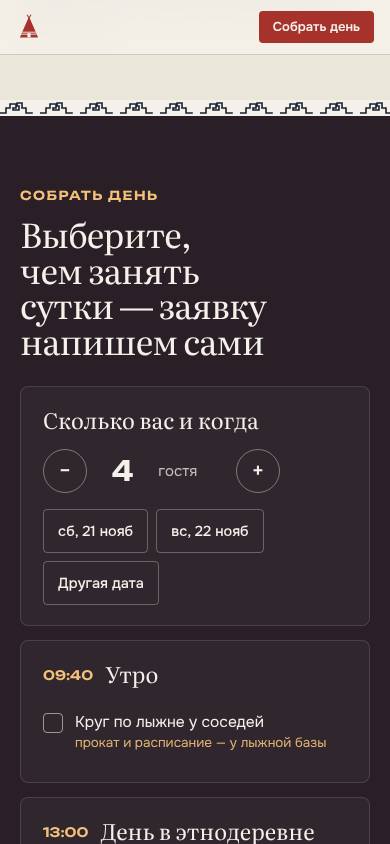 Собрать день
СОБРАТЬ ДЕНЬ
Выберите,
чем занять
сутки — заявку
напишем сами
Сколько вас и когда
−
4 гостя
+
сб, 21 нояб
вс, 22 нояб
Другая дата
09:40 Утро
Круг по лыжне у соседей
прокат и расписание — у лыжной базы
13:00 День в этнодеревне